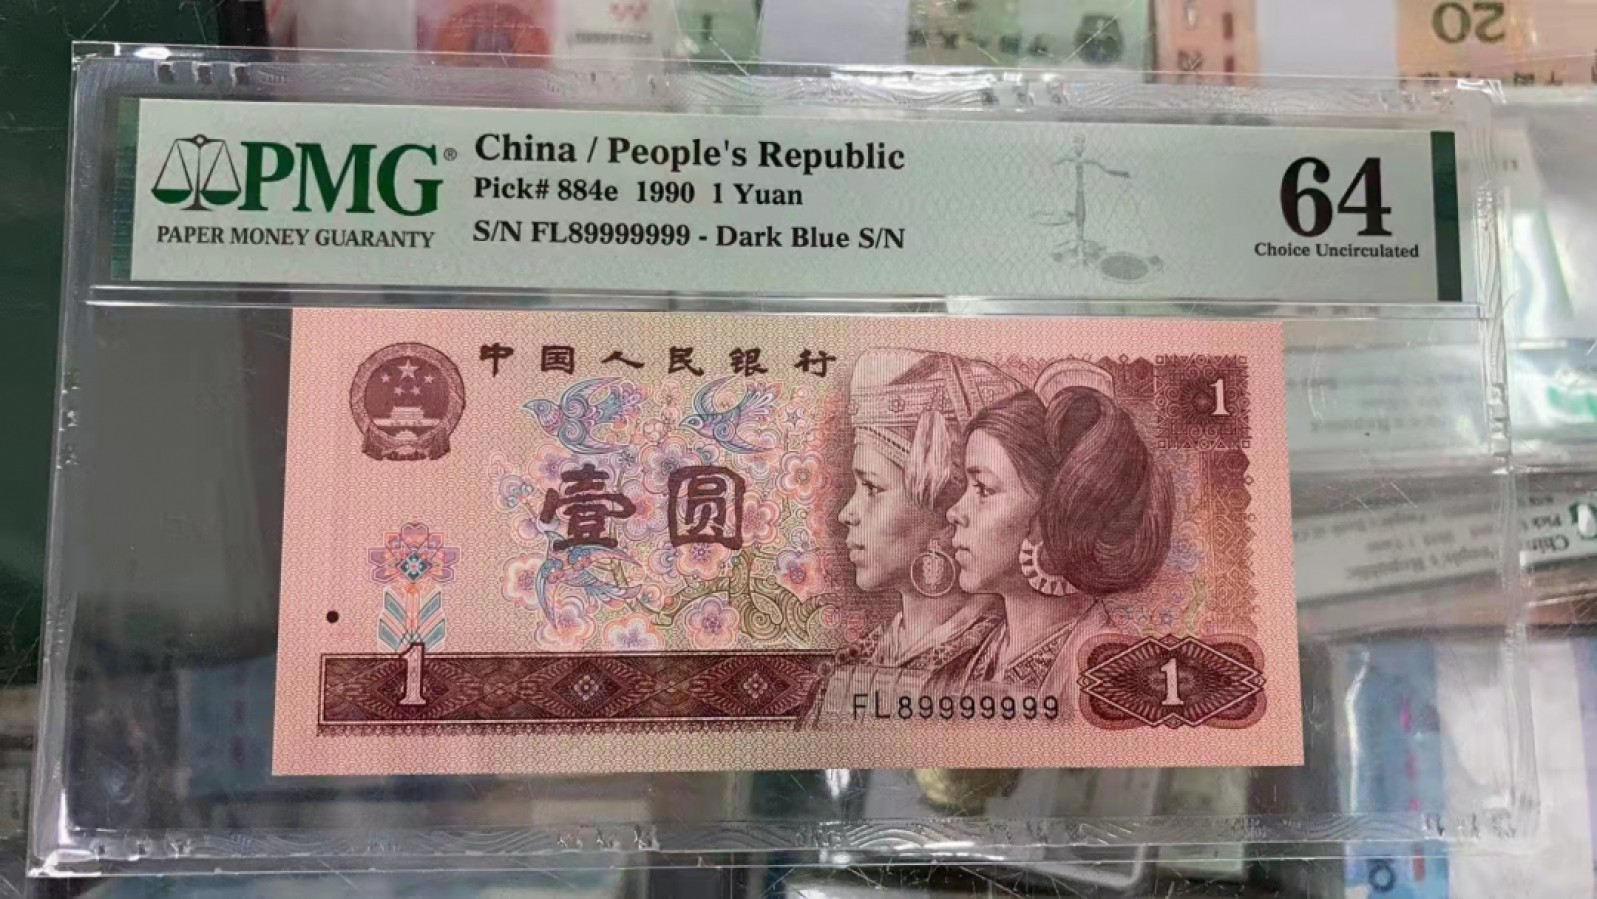 PMG®
PAPER MONEY GUARANTY
China / People's Republic
Pick# 884e 1990 1 Yuan
S/N FL89999999 - Dark Blue S/N
64
Choice Uncirculated
中国人民银行
1
壹圆
1
FL89999999
1
20